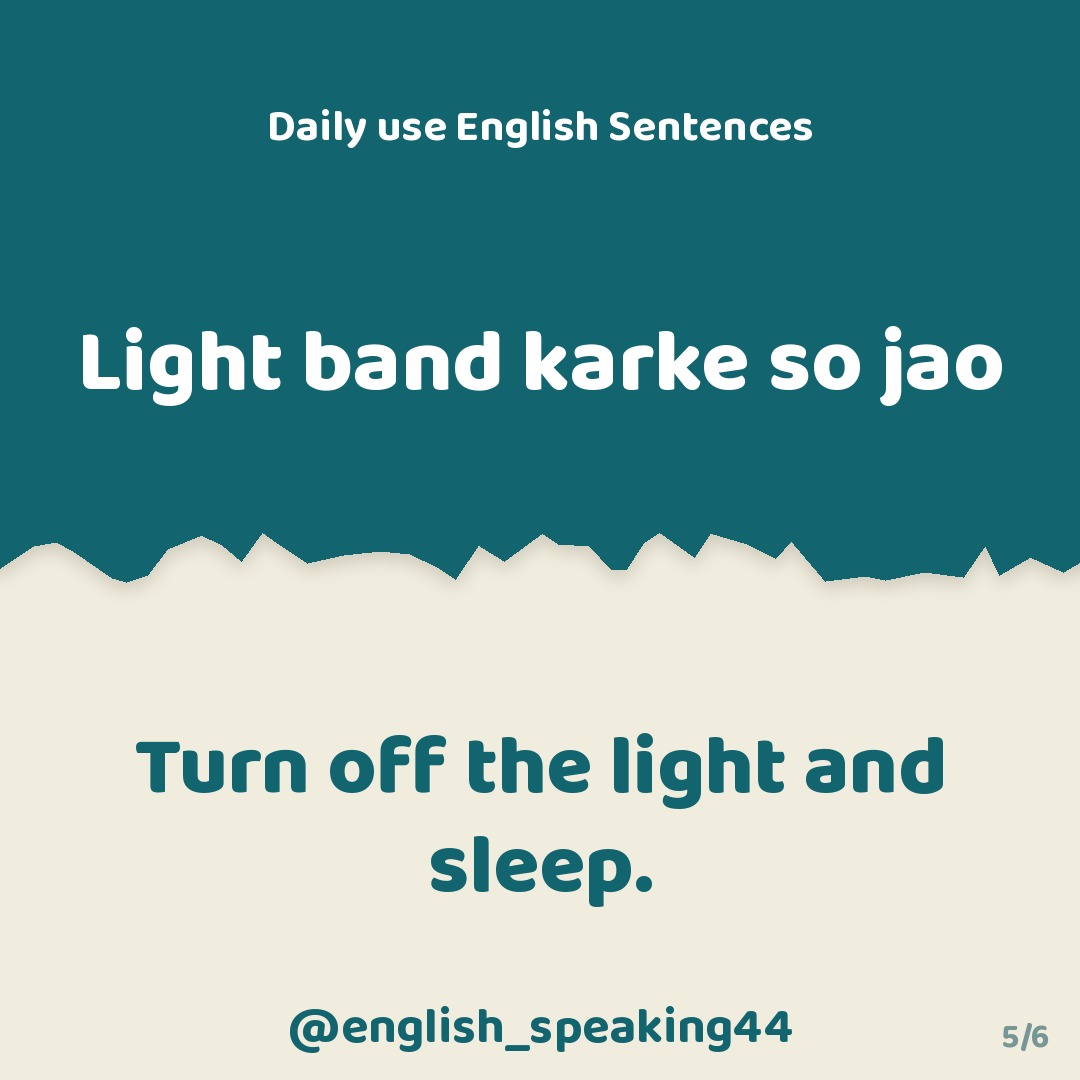 Daily use English Sentences
Light band karke so jao
Turn off the light and
sleep.
@english_speaking44
5/6